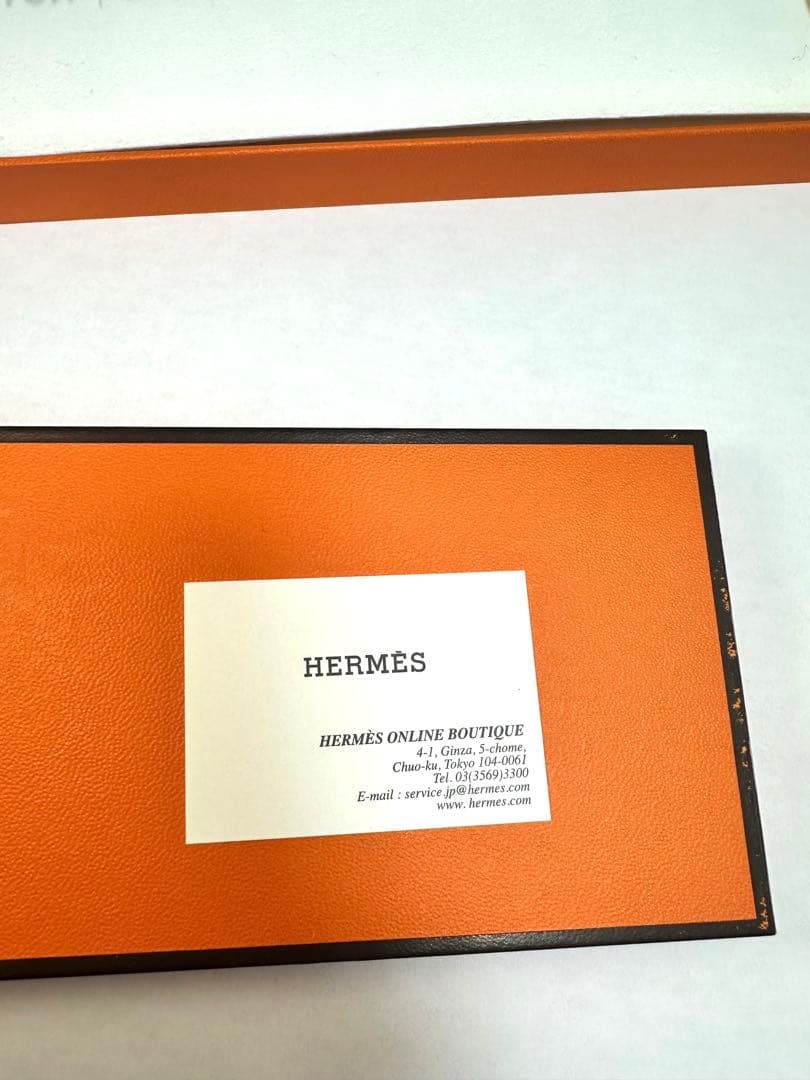 HERMÈS
HERMÈS ONLINE BOUTIQUE
4-1, Ginza, 5-chome,
Chuo-ku, Tokyo 104-0061
Tel. 03(3569)3300
E-mail : service.jp@hermes.com
www. hermes.com